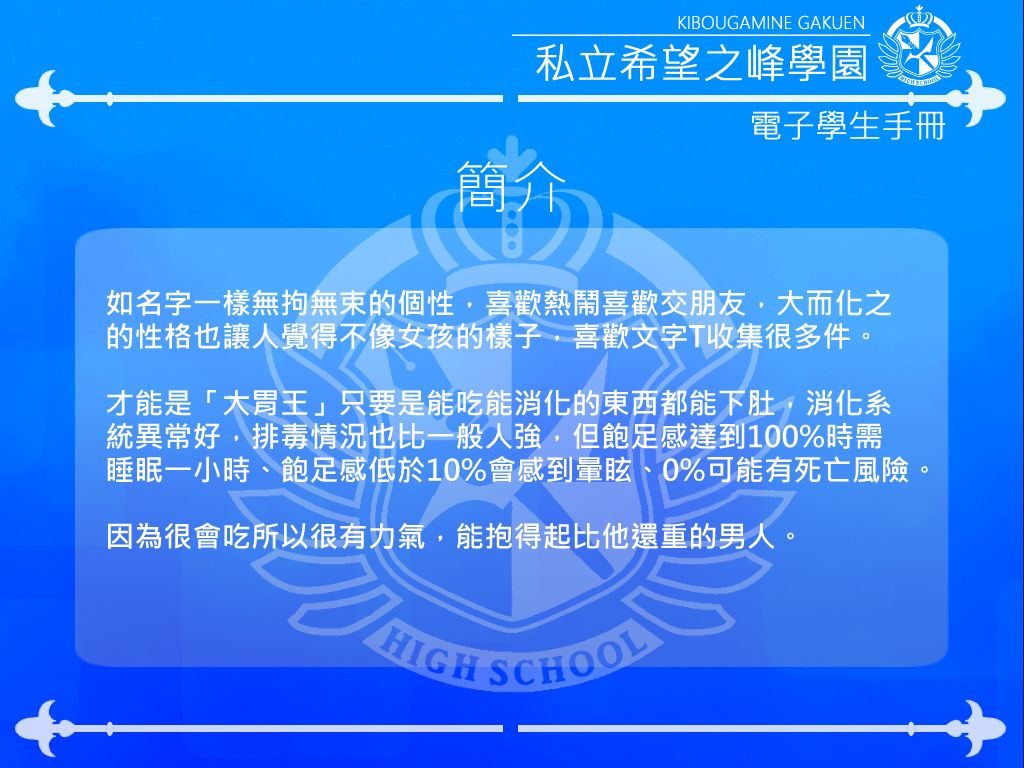 KIBOUGAMINE GAKUEN
私立希望之峰學園
HIGH SCHOOL
電子學生手冊
簡介
如名字一樣無拘無束的個性，喜歡熱鬧喜歡交朋友，大而化之
的性格也讓人覺得不像女孩的樣子，喜歡文字T收集很多件。
才能是「大胃王」只要是能吃能消化的東西都能下肚，消化系
統異常好，排毒情況也比一般人強，但飽足感達到100%時需
睡眠一小時、飽足感低於10%會感到暈眩、0%可能有死亡風險。
因為很會吃所以很有力氣，能抱得起比他還重的男人。
HIGH SCHOOL